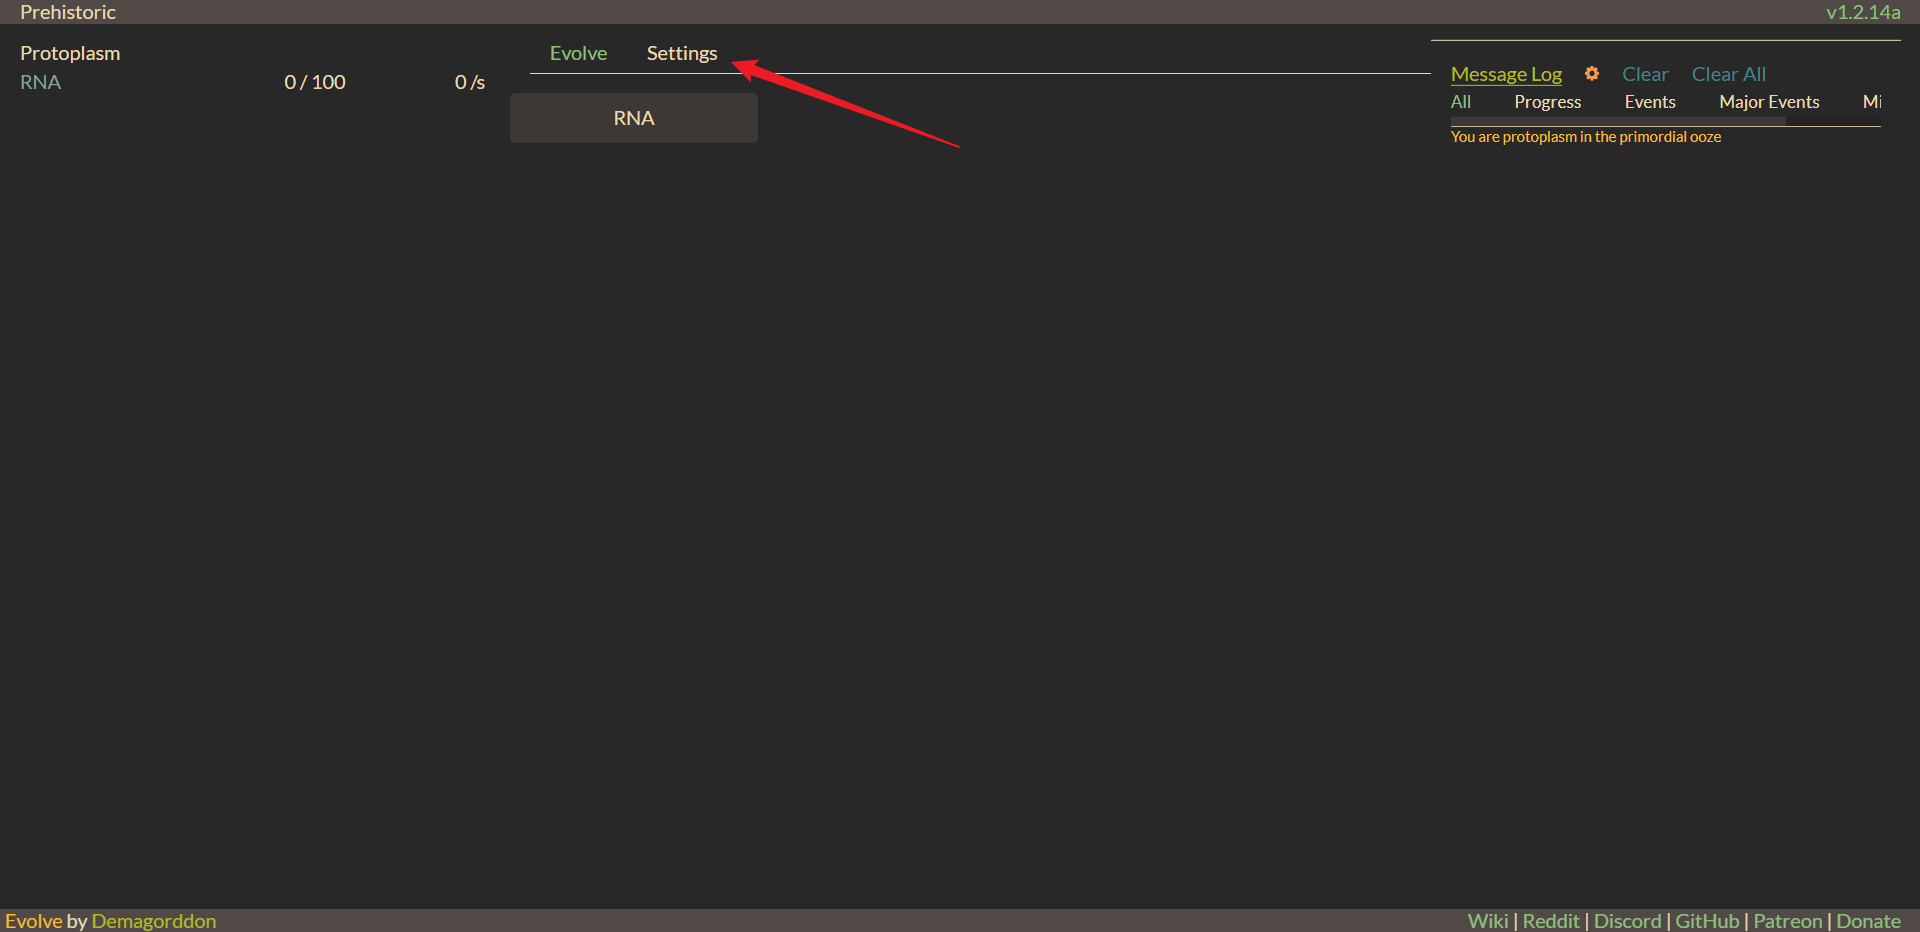 Prehistoric
v1.2.14a
Protoplasm
RNA 0 / 100 0 /s
Evolve Settings
RNA
Message Log Clear Clear All
All Progress Events Major Events Mi
You are protoplasm in the primordial ooze
Evolve by Demagorddon
Wiki | Reddit | Discord | GitHub | Patreon | Donate